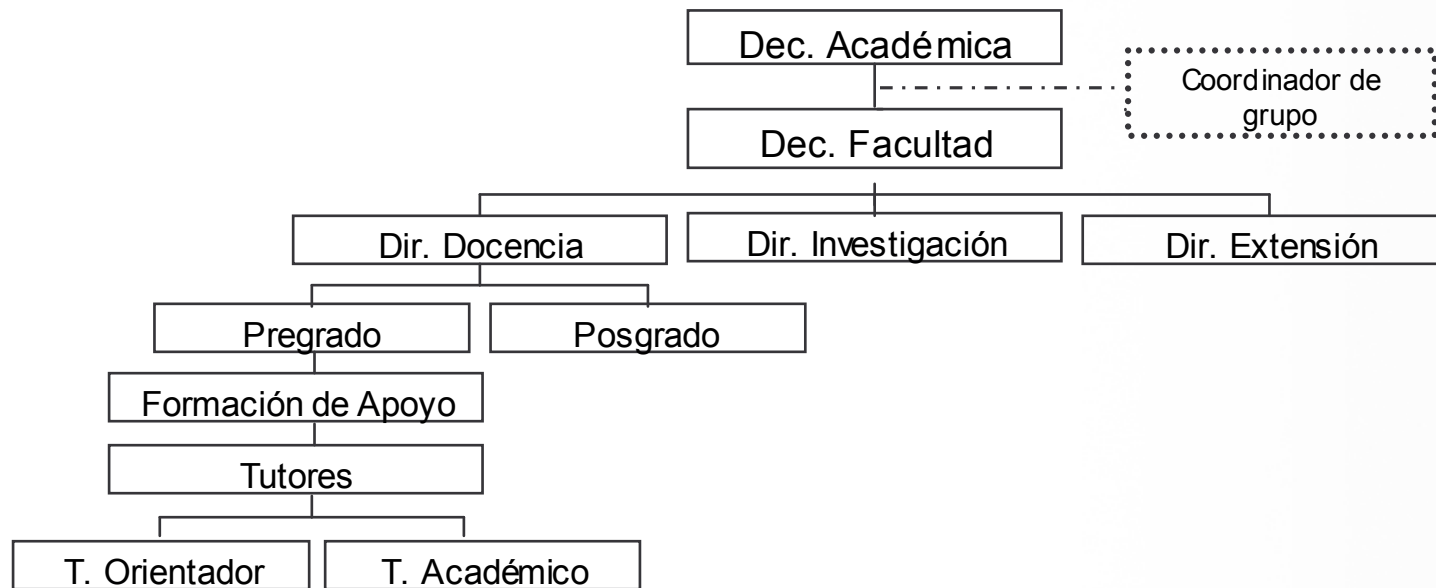 Dec. Académica
Coordinador de
grupo
Dec. Facultad
Dir. Docencia
Dir. Investigación
Dir. Extensión
Pregrado
Posgrado
Formación de Apoyo
Tutores
T. Orientador
T. Académico